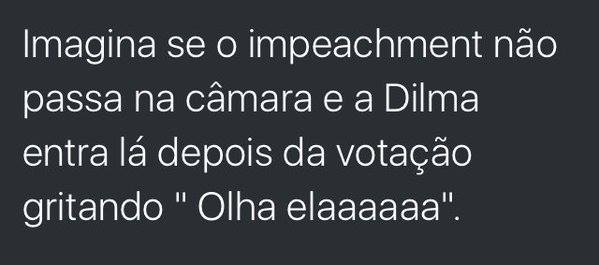 Imagina se o impeachment não
passa na câmara e a Dilma
entra lá depois da votação
gritando " Olha elaaaaaa".